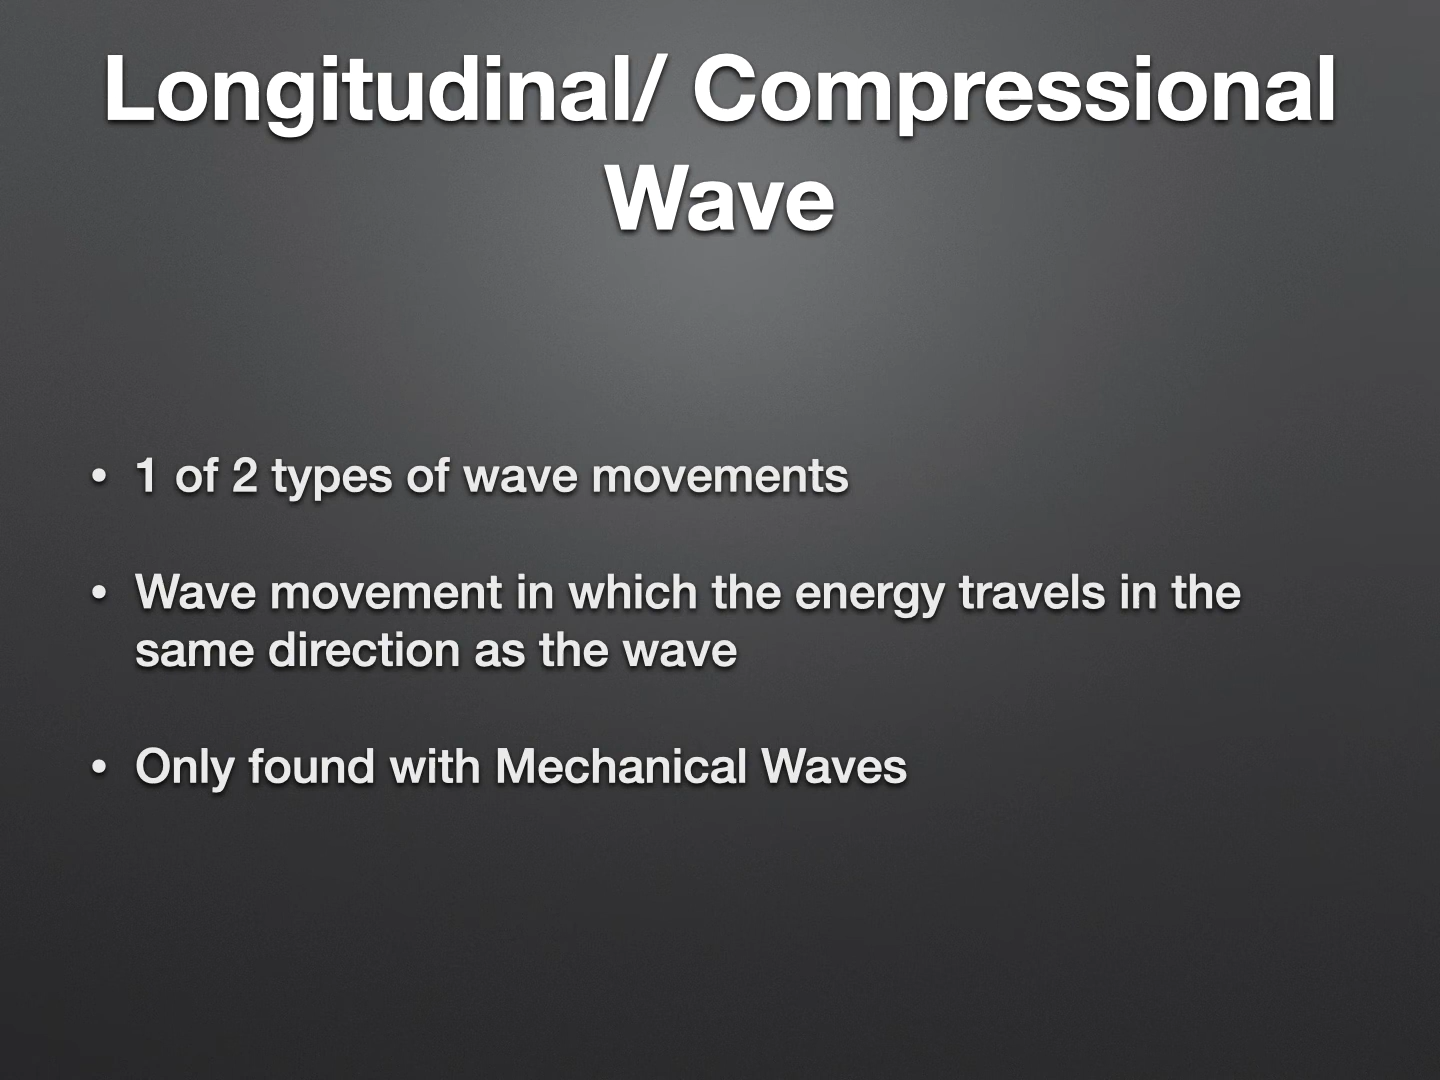 Longitudinal/ Compressional
Wave
• 1 of 2 types of wave movements
• Wave movement in which the energy travels in the
same direction as the wave
• Only found with Mechanical Waves